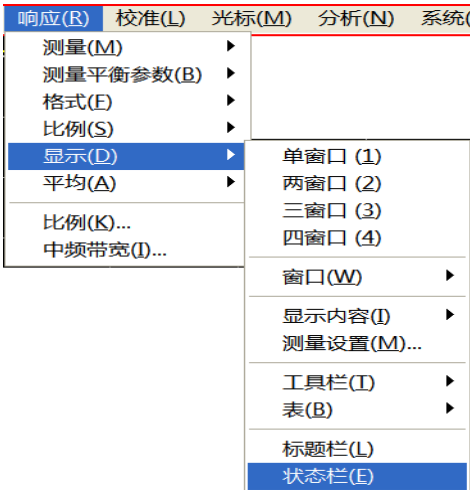 响应(R) 校准(L) 光标(M) 分析(N) 系统(
测量(M)
测量平衡参数(B)
格式(F)
比例(S)
显示(D)
平均(A)
比例(K)...
中频带宽(I)...
单窗口 (1)
两窗口 (2)
三窗口 (3)
四窗口 (4)
窗口(W)
显示内容(I)
测量设置(M)...
工具栏(T)
表(B)
标题栏(L)
状态栏(E)